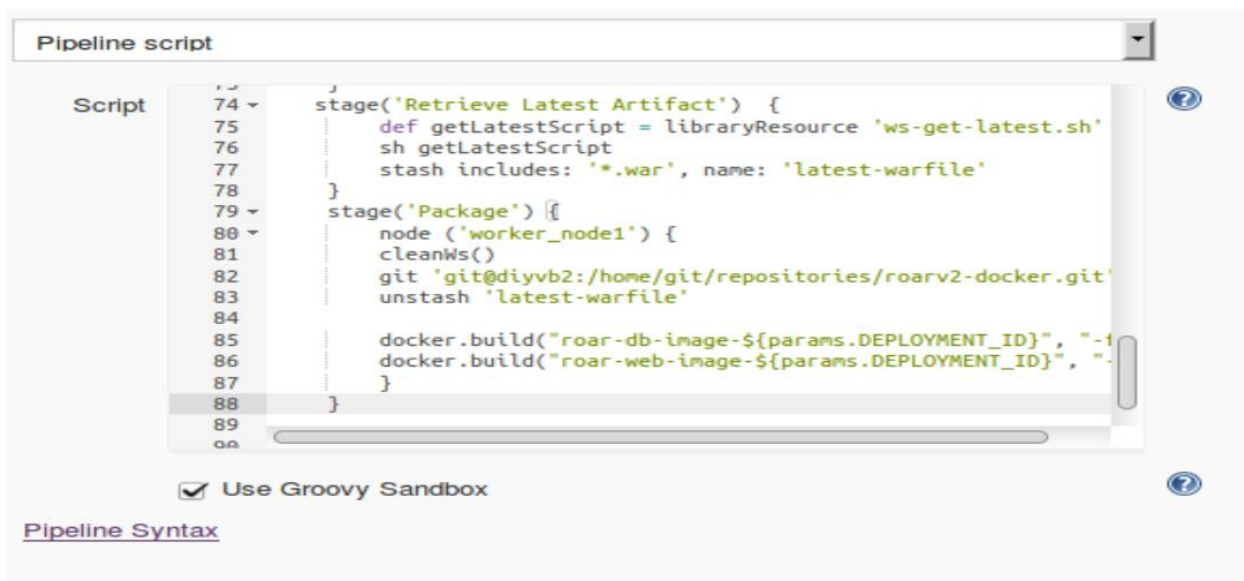 Pipeline script
Script
74 stage('Retrieve Latest Artifact') {
75 def getLatestScript = libraryResource 'ws-get-latest.sh'
76 sh getLatestScript
77 stash includes: '*.war', name: 'latest-warfile'
78 }
79 stage('Package') {
80 node ('worker_node1') {
81 cleanWs()
82 git 'git@diyvb2:/home/git/repositories/roarv2-docker.git'
83 unstash 'latest-warfile'
84
85 docker.build("roar-db-image-${params.DEPLOYMENT_ID}", "-f
86 docker.build("roar-web-image-${params.DEPLOYMENT_ID}", "-
87 }
88 }
89
Use Groovy Sandbox
Pipeline Syntax